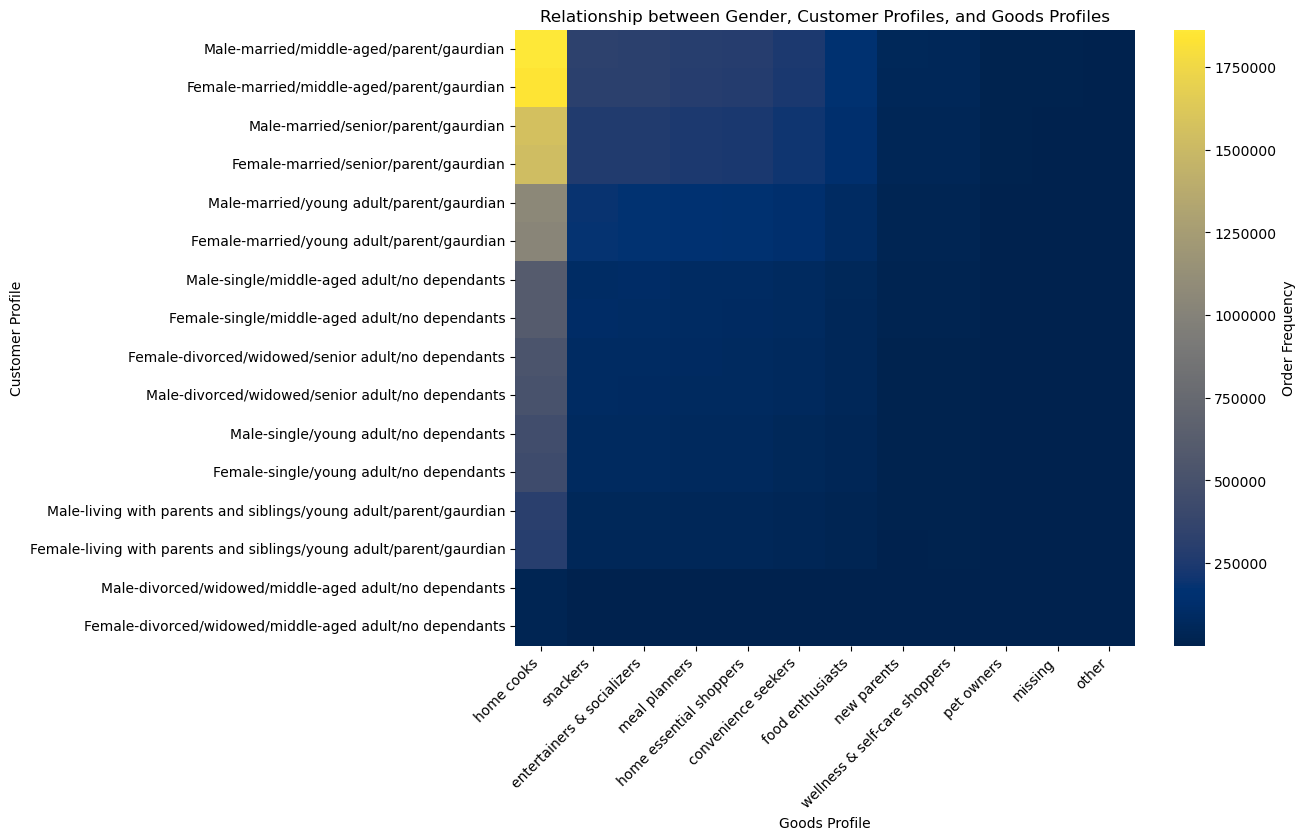 Relationship between Gender, Customer Profiles, and Goods Profiles
Customer Profile
Male-married/middle-aged/parent/gaurdian
Female-married/middle-aged/parent/gaurdian
Male-married/senior/parent/gaurdian
Female-married/senior/parent/gaurdian
Male-married/young adult/parent/gaurdian
Female-married/young adult/parent/gaurdian
Male-single/middle-aged adult/no dependants
Female-single/middle-aged adult/no dependants
Female-divorced/widowed/senior adult/no dependants
Male-divorced/widowed/senior adult/no dependants
Male-single/young adult/no dependants
Female-single/young adult/no dependants
Male-living with parents and siblings/young adult/parent/gaurdian
Female-living with parents and siblings/young adult/parent/gaurdian
Male-divorced/widowed/middle-aged adult/no dependants
Female-divorced/widowed/middle-aged adult/no dependants
home cooks
snackers
entertainers & socializers
meal planners
home essential shoppers
convenience seekers
food enthusiasts
new parents
wellness & self-care shoppers
pet owners
missing
other
Goods Profile
1750000
1500000
1250000
1000000
750000
500000
250000
Order Frequency